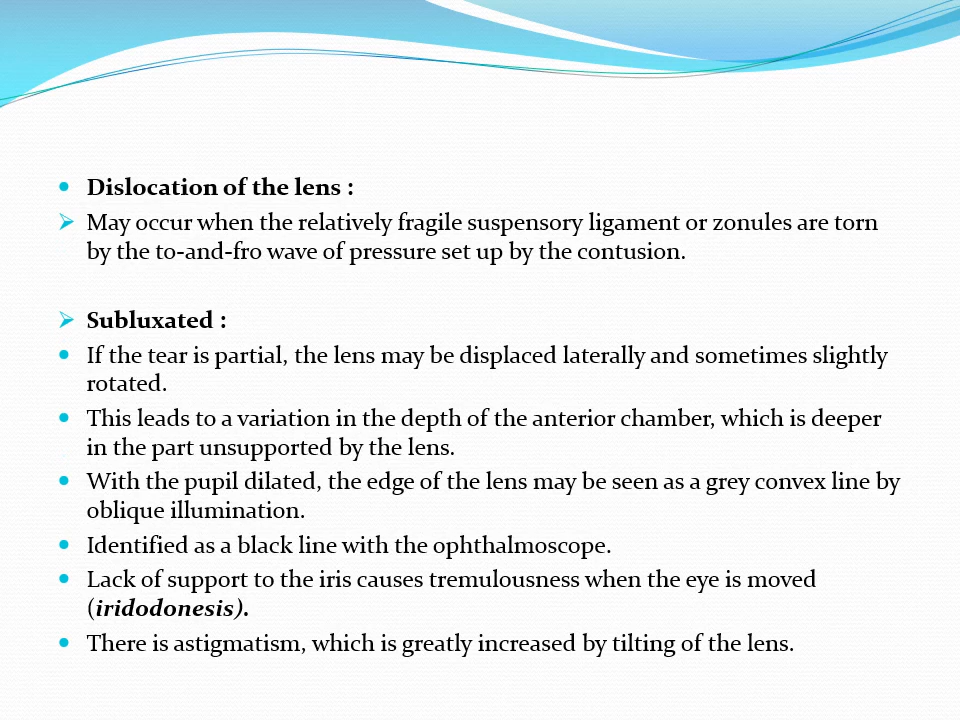 Dislocation of the lens :
May occur when the relatively fragile suspensory ligament or zonules are torn
by the to-and-fro wave of pressure set up by the contusion.
Subluxated :
If the tear is partial, the lens may be displaced laterally and sometimes slightly
rotated.
This leads to a variation in the depth of the anterior chamber, which is deeper
in the part unsupported by the lens.
With the pupil dilated, the edge of the lens may be seen as a grey convex line by
oblique illumination.
Identified as a black line with the ophthalmoscope.
Lack of support to the iris causes tremulousness when the eye is moved
(iridodonesis).
There is astigmatism, which is greatly increased by tilting of the lens.